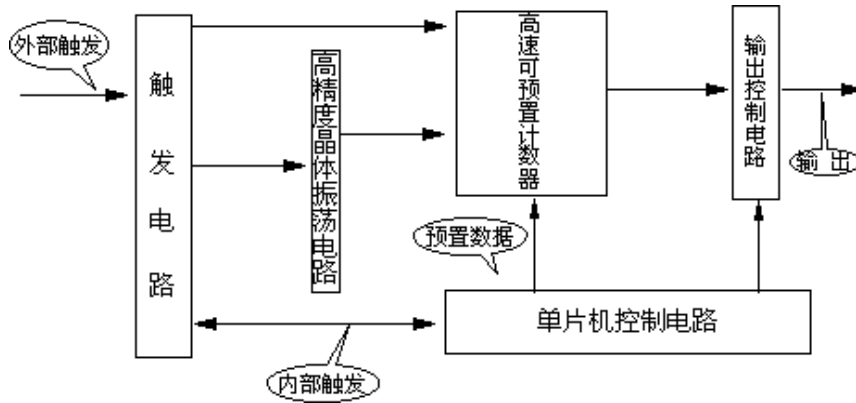 外部触发
触发电路
高精度晶体振荡电路
高速可预置计数器
输出控制电路
输 出
预置数据
单片机控制电路
内部触发